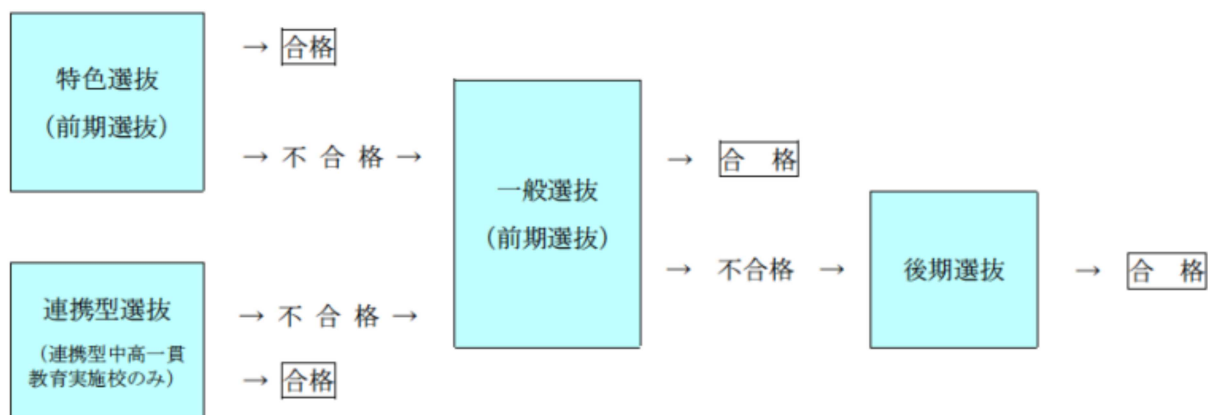 特色選抜
(前期選抜)
→ 合格
→ 不 合 格 →
連携型選抜
(連携型中高一貫
教育実施校のみ)
→ 不 合 格 →
→ 合格
一般選抜
(前期選抜)
→ 合 格
→ 不合格 →
後期選抜
→ 合 格